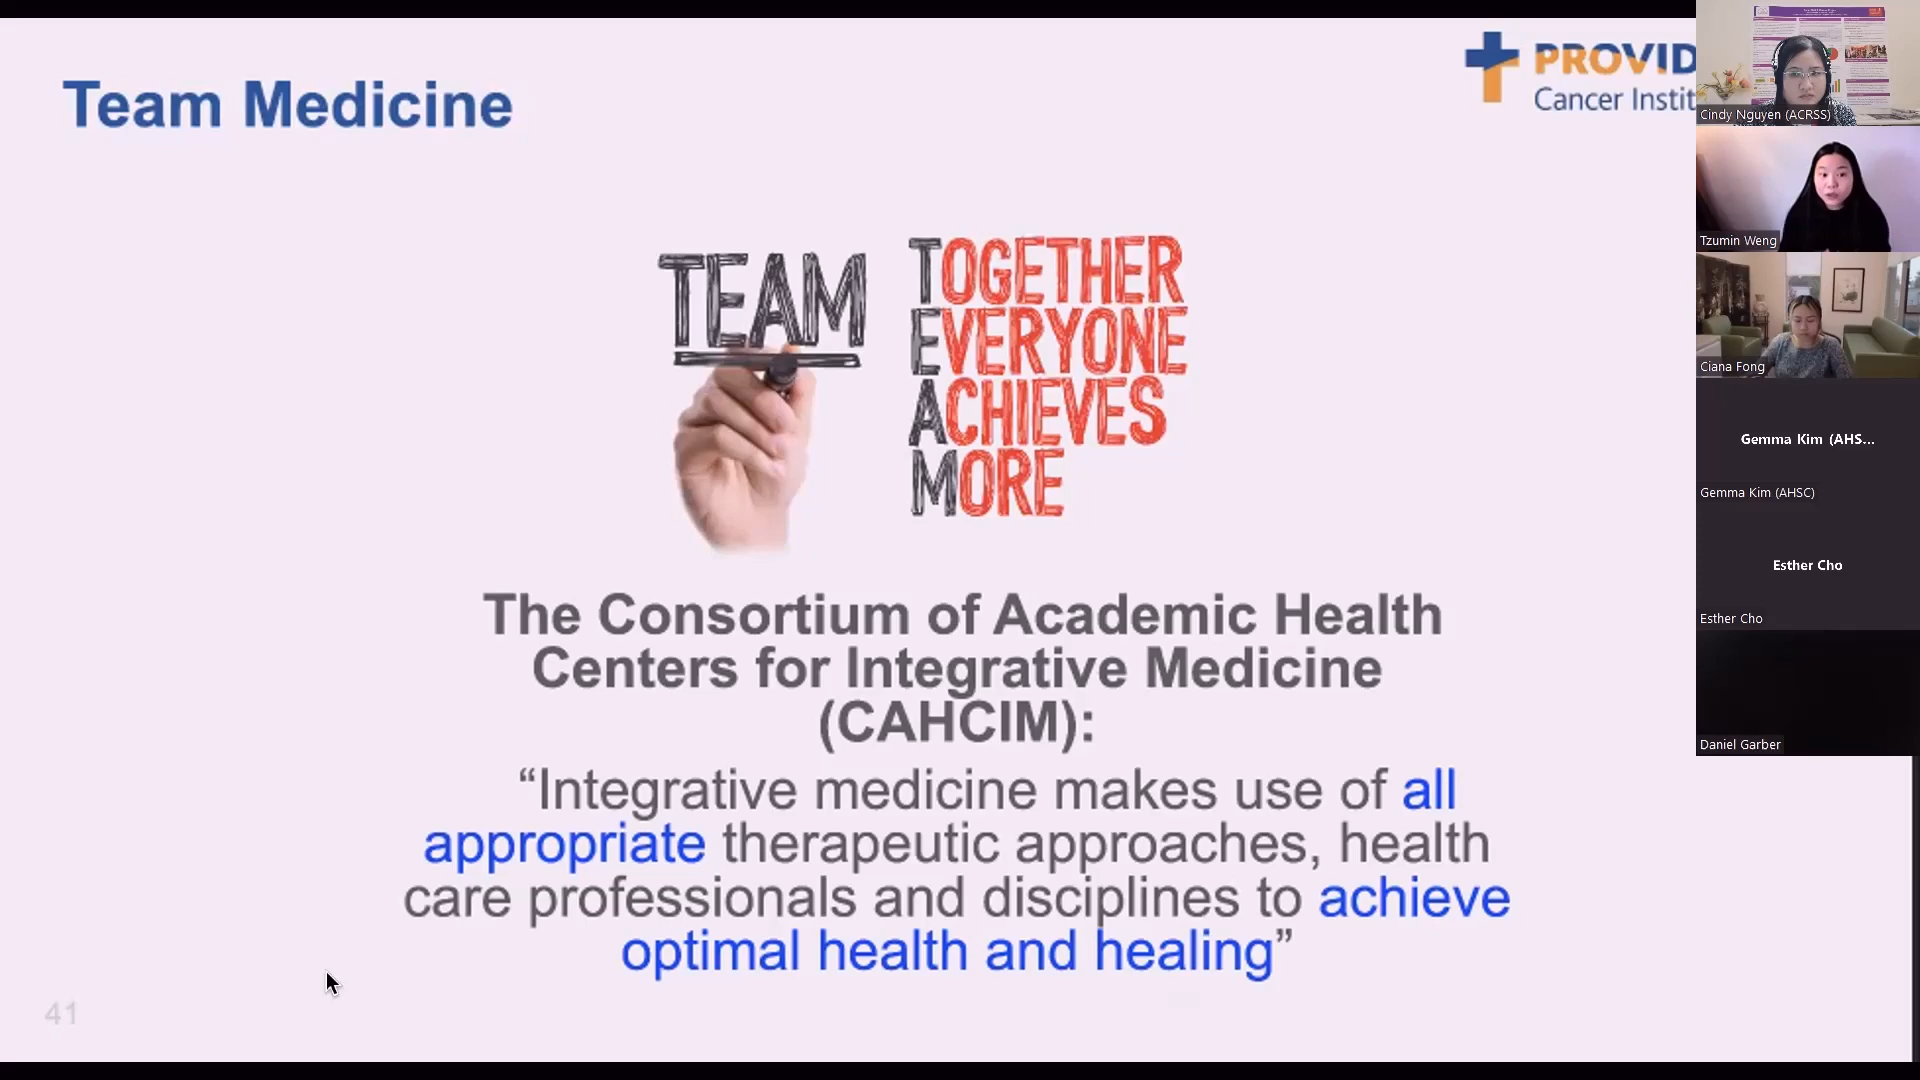 Team Medicine
PROVID
Cancer Instit
TEAM
TOGETHER
EVERYONE
ACHIEVES
MORE
The Consortium of Academic Health
Centers for Integrative Medicine
(CAHCIM):
“Integrative medicine makes use of all
appropriate therapeutic approaches, health
care professionals and disciplines to achieve
optimal health and healing”
41
Cindy Nguyen (ACRSS)
Tzumin Weng
Ciana Fong
Gemma Kim (AHS...
Gemma Kim (AHSC)
Esther Cho
Esther Cho
Daniel Garber